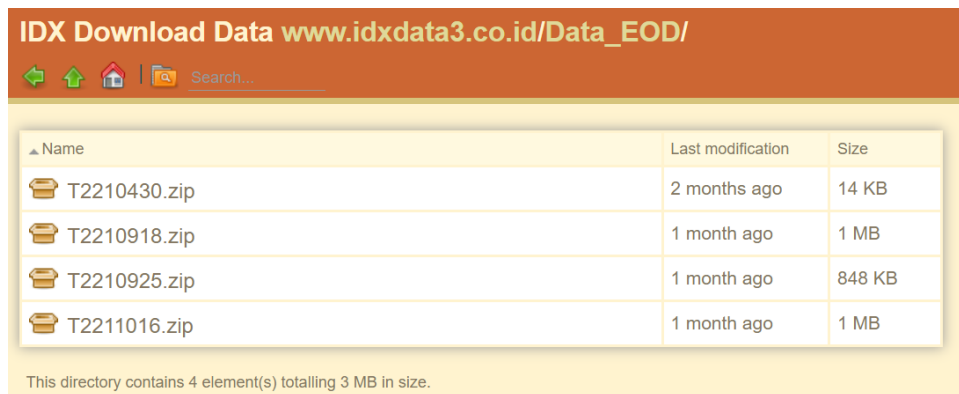 IDX Download Data www.idxdata3.co.id/Data_EOD/
Search...
Name Last modification Size
T2210430.zip 2 months ago 14 KB
T2210918.zip 1 month ago 1 MB
T2210925.zip 1 month ago 848 KB
T2211016.zip 1 month ago 1 MB
This directory contains 4 element(s) totalling 3 MB in size.